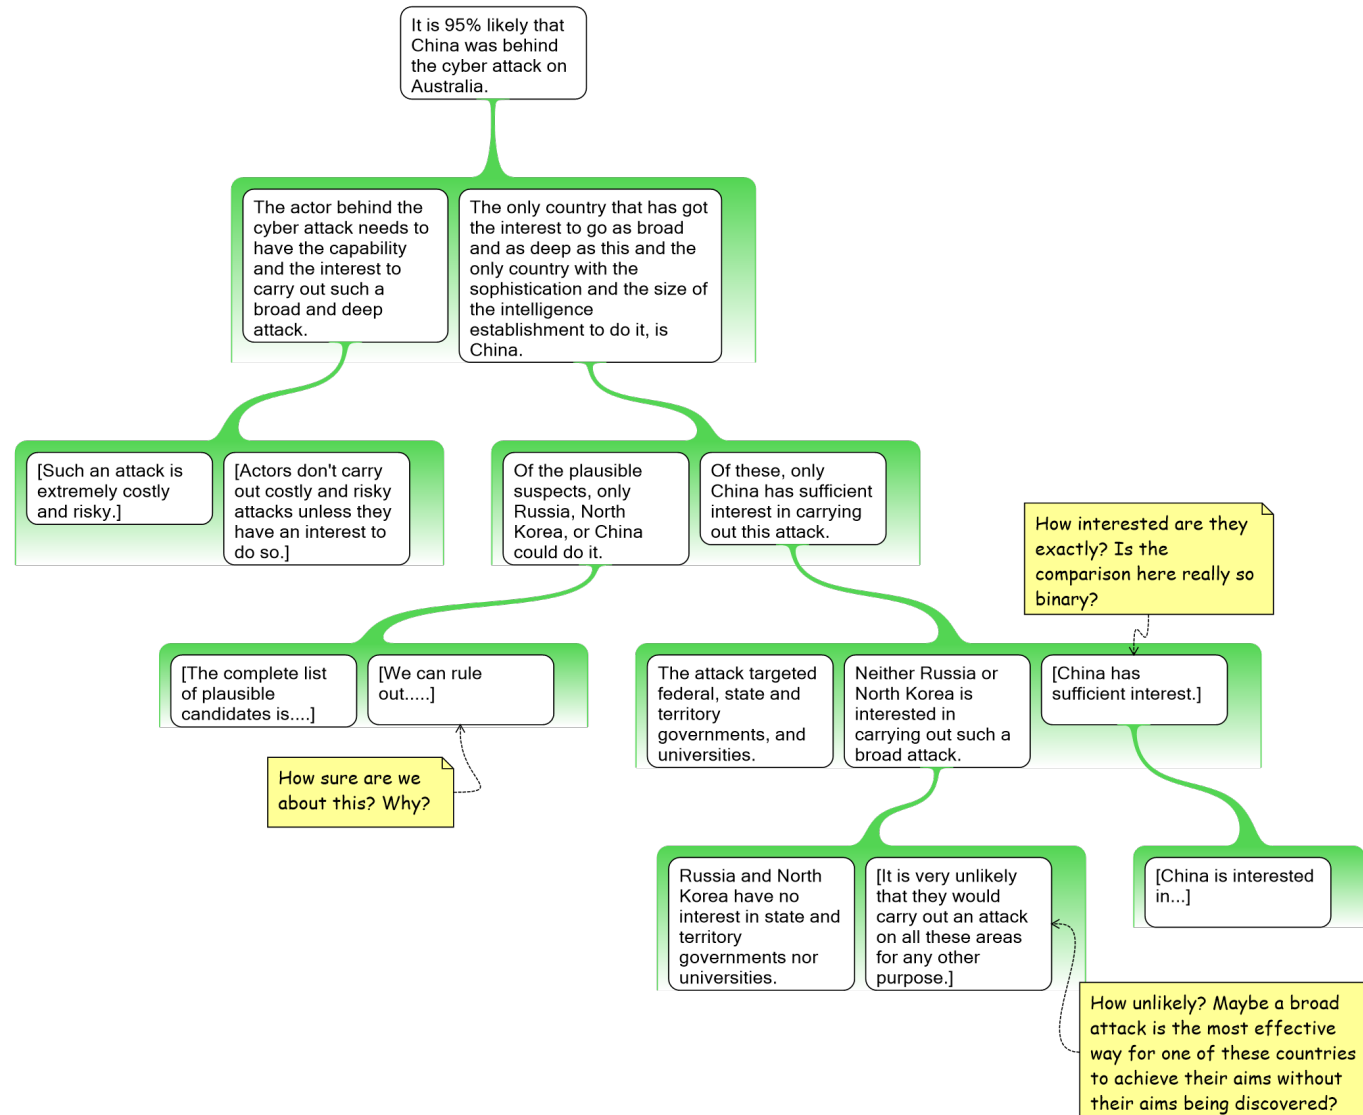 It is 95% likely that
China was behind
the cyber attack on
Australia.
The actor behind the
cyber attack needs to
have the capability
and the interest to
carry out such a
broad and deep
attack.
The only country that has got
the interest to go as broad
and as deep as this and the
only country with the
sophistication and the size of
the intelligence
establishment to do it, is
China.
[Such an attack is
extremely costly
and risky.]
[Actors don't carry
out costly and risky
attacks unless they
have an interest to
do so.]
Of the plausible
suspects, only
Russia, North
Korea, or China
could do it.
Of these, only
China has sufficient
interest in carrying
out this attack.
How interested are they
exactly? Is the
comparison here really so
binary?
[The complete list
of plausible
candidates is....]
[We can rule
out.....]
How sure are we
about this? Why?
The attack targeted
federal, state and
territory
governments, and
universities.
Neither Russia or
North Korea is
interested in
carrying out such a
broad attack.
[China has
sufficient interest.]
Russia and North
Korea have no
interest in state and
territory
governments nor
universities.
[It is very unlikely
that they would
carry out an attack
on all these areas
for any other
purpose.]
[China is interested
in...]
How unlikely? Maybe a broad
attack is the most effective
way for one of these countries
to achieve their aims without
their aims being discovered?